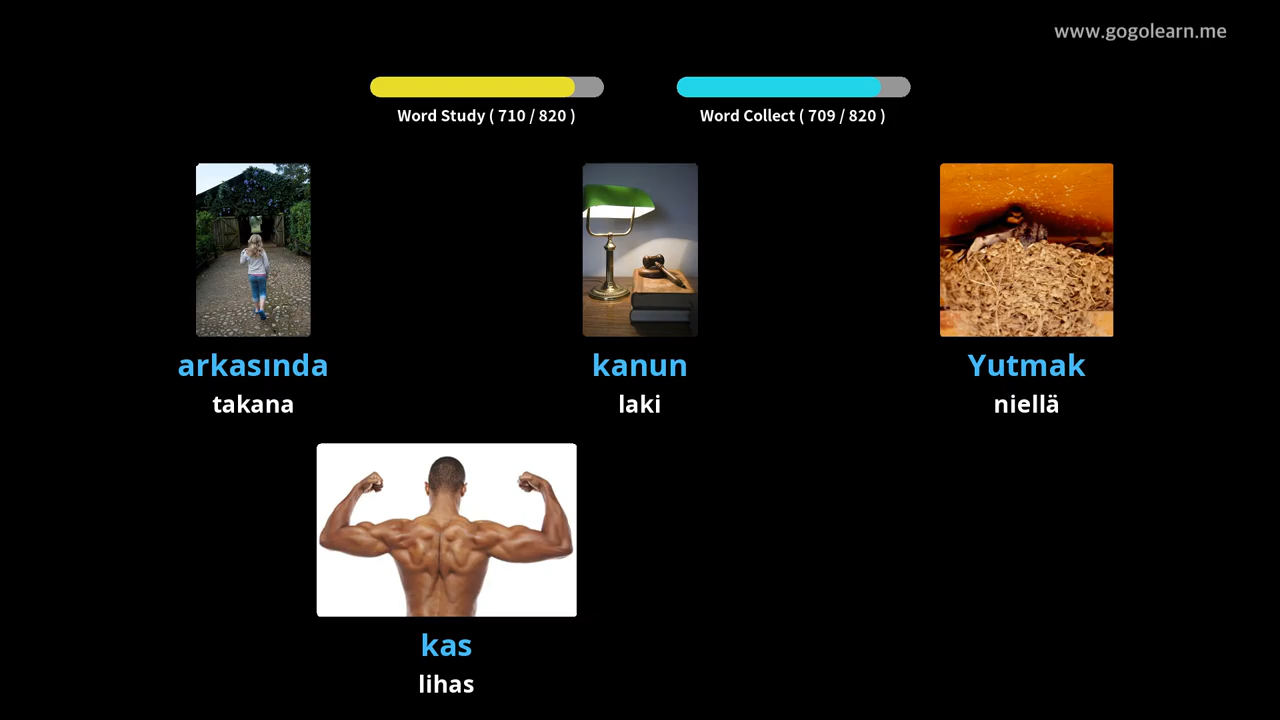 www.gogolearn.me
Word Study ( 710 / 820 )
Word Collect ( 709 / 820 )
arkasında
takana
kanun
laki
Yutmak
niellä
kas
lihas